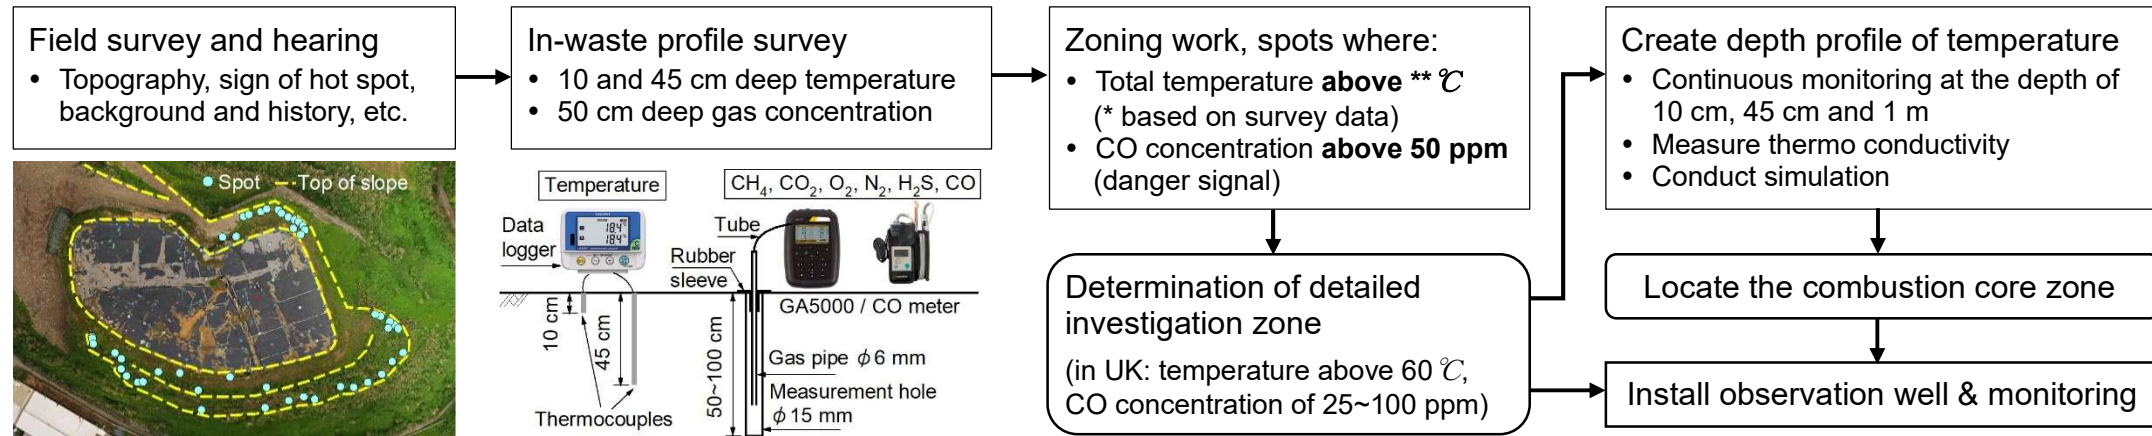 Field survey and hearing
• Topography, sign of hot spot,
background and history, etc.
Spot
Top of slope
In-waste profile survey
• 10 and 45 cm deep temperature
• 50 cm deep gas concentration
Temperature
CH₄, CO₂, O₂, N₂, H₂S, CO
Data
logger
18.4
18.4
Tube
Rubber
sleeve
GA5000 / CO meter
10 cm
45 cm
50~100 cm
Gas pipe ϕ 6 mm
Measurement hole
ϕ 15 mm
Thermocouples
Zoning work, spots where:
• Total temperature above ** ℃
(* based on survey data)
• CO concentration above 50 ppm
(danger signal)
Determination of detailed
investigation zone
(in UK: temperature above 60 ℃,
CO concentration of 25~100 ppm)
Create depth profile of temperature
• Continuous monitoring at the depth of
10 cm, 45 cm and 1 m
• Measure thermo conductivity
• Conduct simulation
Locate the combustion core zone
Install observation well & monitoring